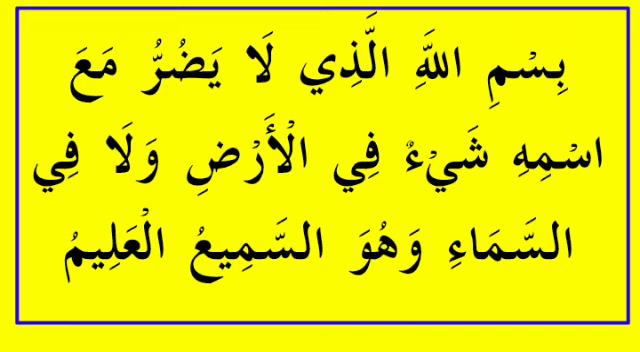 بِسْمِ اللَّهِ الَّذِي لَا يَضُرُّ مَعَ
اسْمِهِ شَيْءٌ فِي الْأَرْضِ وَلَا فِي
السَّمَاءِ وَهُوَ السَّمِيعُ الْعَلِيمُ